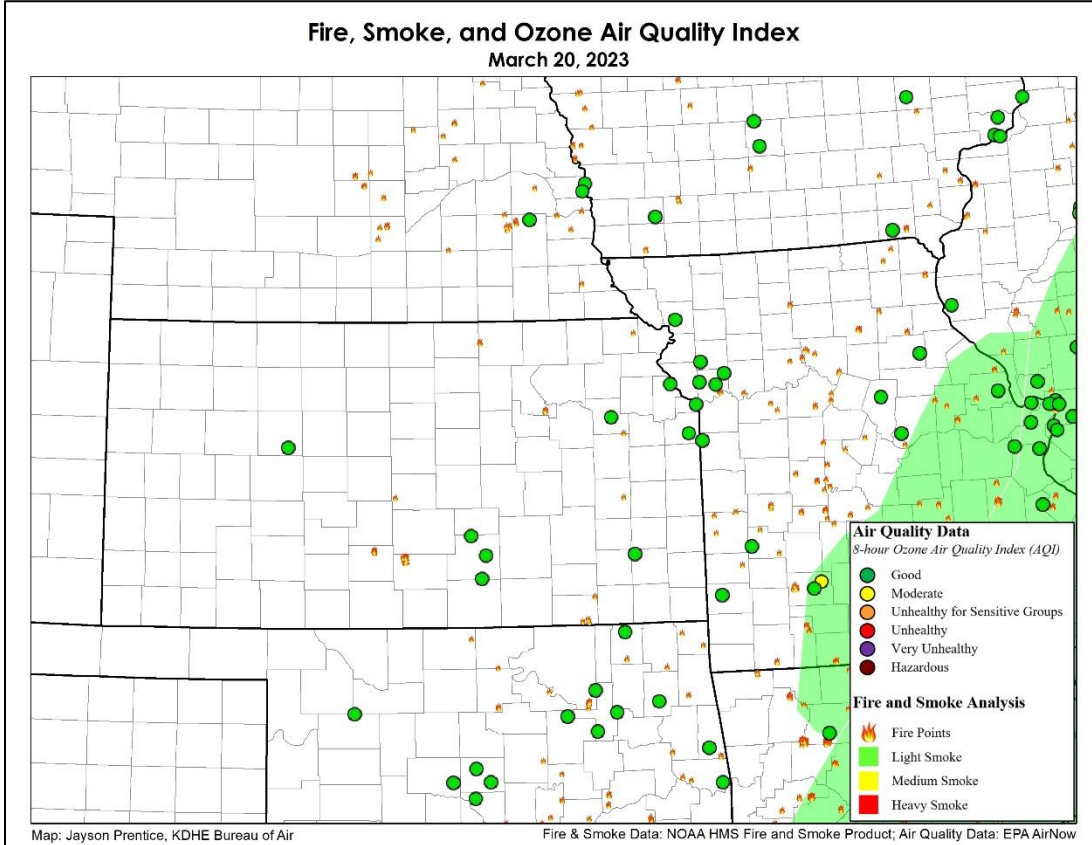 Fire, Smoke, and Ozone Air Quality Index
March 20, 2023
Air Quality Data
8-hour Ozone Air Quality Index (AQI)
Good
Moderate
Unhealthy for Sensitive Groups
Unhealthy
Very Unhealthy
Hazardous
Fire and Smoke Analysis
Fire Points
Light Smoke
Medium Smoke
Heavy Smoke
Map: Jayson Prentice, KDHE Bureau of Air
Fire & Smoke Data: NOAA HMS Fire and Smoke Product; Air Quality Data: EPA AirNow